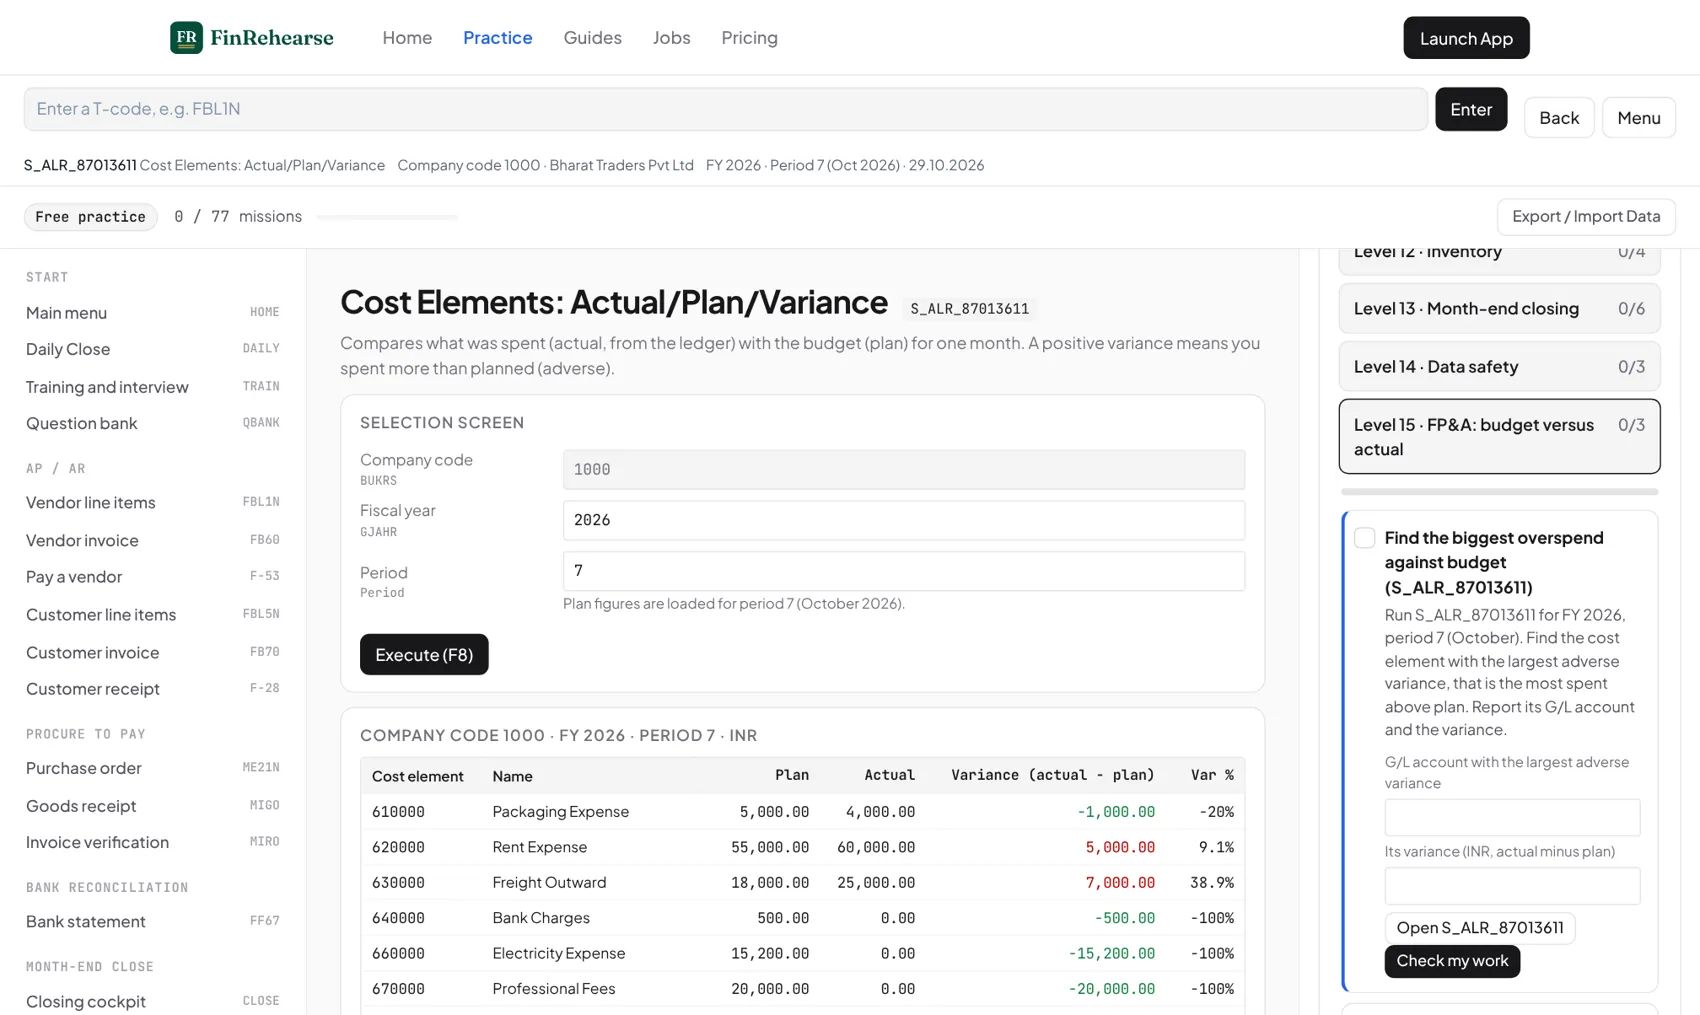 FR FinRehearse Home Practice Guides Jobs Pricing Launch App
Enter a T-code, e.g. FBL1N Enter Back Menu
S_ALR_87013611 Cost Elements: Actual/Plan/Variance Company code 1000 · Bharat Traders Pvt Ltd FY 2026 · Period 7 (Oct 2026) · 29.10.2026
Free practice 0 / 77 missions Export / Import Data
START
Main menu HOME
Daily Close DAILY
Training and interview TRAIN
Question bank QBANK
AP / AR
Vendor line items FBL1N
Vendor invoice FB60
Pay a vendor F-53
Customer line items FBL5N
Customer invoice FB70
Customer receipt F-28
PROCURE TO PAY
Purchase order ME21N
Goods receipt MIGO
Invoice verification MIRO
BANK RECONCILIATION
Bank statement FF67
MONTH-END CLOSE
Closing cockpit CLOSE
Cost Elements: Actual/Plan/Variance S_ALR_87013611
Compares what was spent (actual, from the ledger) with the budget (plan) for one month. A positive variance means you
spent more than planned (adverse).
SELECTION SCREEN
Company code
BUKRS
1000
Fiscal year
GJAHR
2026
Period
Period
7
Plan figures are loaded for period 7 (October 2026).
Execute (F8)
COMPANY CODE 1000 · FY 2026 · PERIOD 7 · INR
Cost element Name Plan Actual Variance (actual - plan) Var %
610000 Packaging Expense 5,000.00 4,000.00 -1,000.00 -20%
620000 Rent Expense 55,000.00 60,000.00 5,000.00 9.1%
630000 Freight Outward 18,000.00 25,000.00 7,000.00 38.9%
640000 Bank Charges 500.00 0.00 -500.00 -100%
660000 Electricity Expense 15,200.00 0.00 -15,200.00 -100%
670000 Professional Fees 20,000.00 0.00 -20,000.00 -100%
Level 12 · Inventory 0/4
Level 13 · Month-end closing 0/6
Level 14 · Data safety 0/3
Level 15 · FP&A: budget versus 0/3
actual
Find the biggest overspend
against budget
(S_ALR_87013611)
Run S_ALR_87013611 for FY 2026,
period 7 (October). Find the cost
element with the largest adverse
variance, that is the most spent
above plan. Report its G/L account
and the variance.
G/L account with the largest adverse
variance
Its variance (INR, actual minus plan)
Open S_ALR_87013611
Check my work